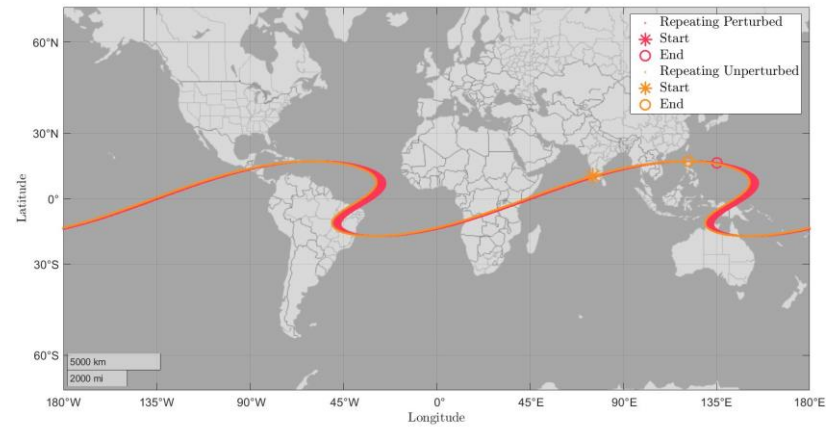 Repeating Perturbed
Start
End
Repeating Unperturbed
Start
End
60°N
30°N
0°
30°S
60°S
Latitude
5000 km
2000 mi
180°W 135°W 90°W 45°W 0° 45°E 90°E 135°E 180°E
Longitude